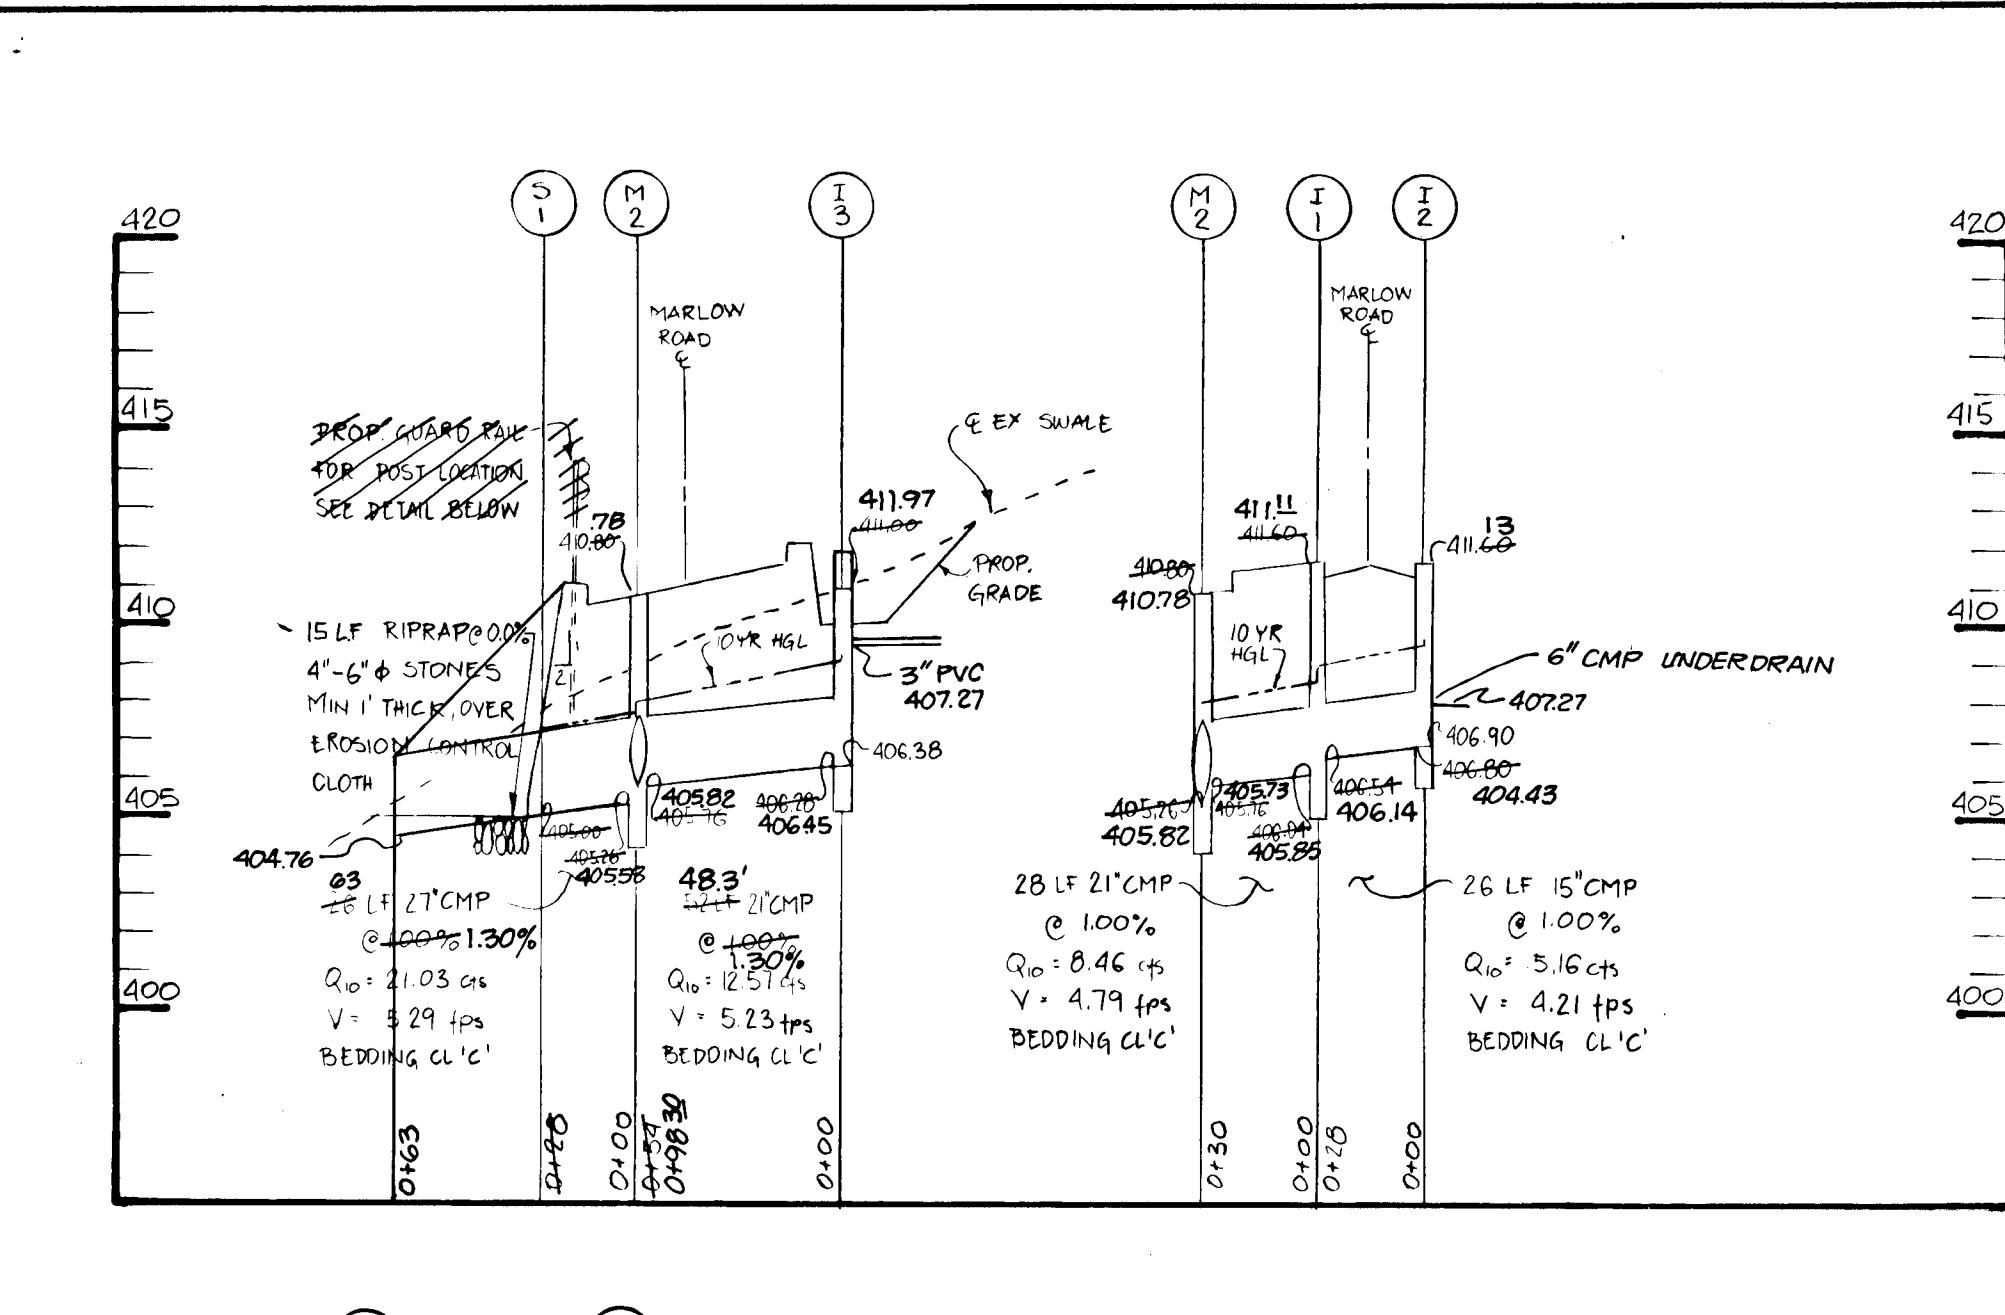 S 1
M 2
I 3
M 2
I 1
I 2
420
420
MARLOW
ROAD
℄
MARLOW
ROAD
℄
415
415
PROP. GUARD RAIL
FOR POST LOCATION
SEE DETAIL BELOW
℄ EX SWALE
.78
410.80
411.97
411.00
411.11
411.60
13
411.60
PROP.
GRADE
410.80
410.78
410
410
15 LF RIPRAP @ 0.0%
4"-6" ϕ STONES
MIN 1' THICK, OVER
EROSION CONTROL
CLOTH
2
10 YR HGL
3" PVC
407.27
10 YR
HGL
6" CMP UNDERDRAIN
407.27
406.38
406.90
406.80
404.43
405
405
404.76
405.00
405.26
405.58
405.82
405.76
406.28
406.45
405.26
405.82
405.73
405.76
406.04
405.85
406.54
406.14
63
26 LF 27" CMP
@ 1.00% 1.30%
Q10 = 21.03 cfs
V = 5.29 fps
BEDDING CL 'C'
48.3'
52 LF 21" CMP
@ 1.00%
1.30%
Q10 = 12.57 cfs
V = 5.23 fps
BEDDING CL 'C'
28 LF 21" CMP
@ 1.00%
Q10 = 8.46 cfs
V = 4.79 fps
BEDDING CL 'C'
26 LF 15" CMP
@ 1.00%
Q10 = 5.16 cfs
V = 4.21 fps
BEDDING CL 'C'
400
400
0+63
0+20
0+00
0+54
0+98 30
0+00
0+30
0+00
0+28
0+00